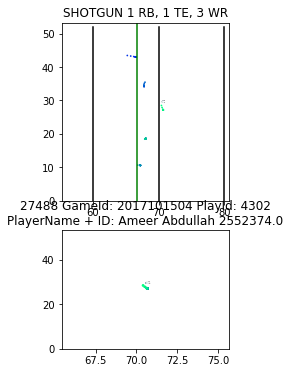 SHOTGUN 1 RB, 1 TE, 3 WR
50
40
30
20
10
0
60 70 80
27488 GameId: 2017101504 PlayId: 4302
PlayerName + ID: Ameer Abdullah 2552374.0
40
20
0
67.5 70.0 72.5 75.0